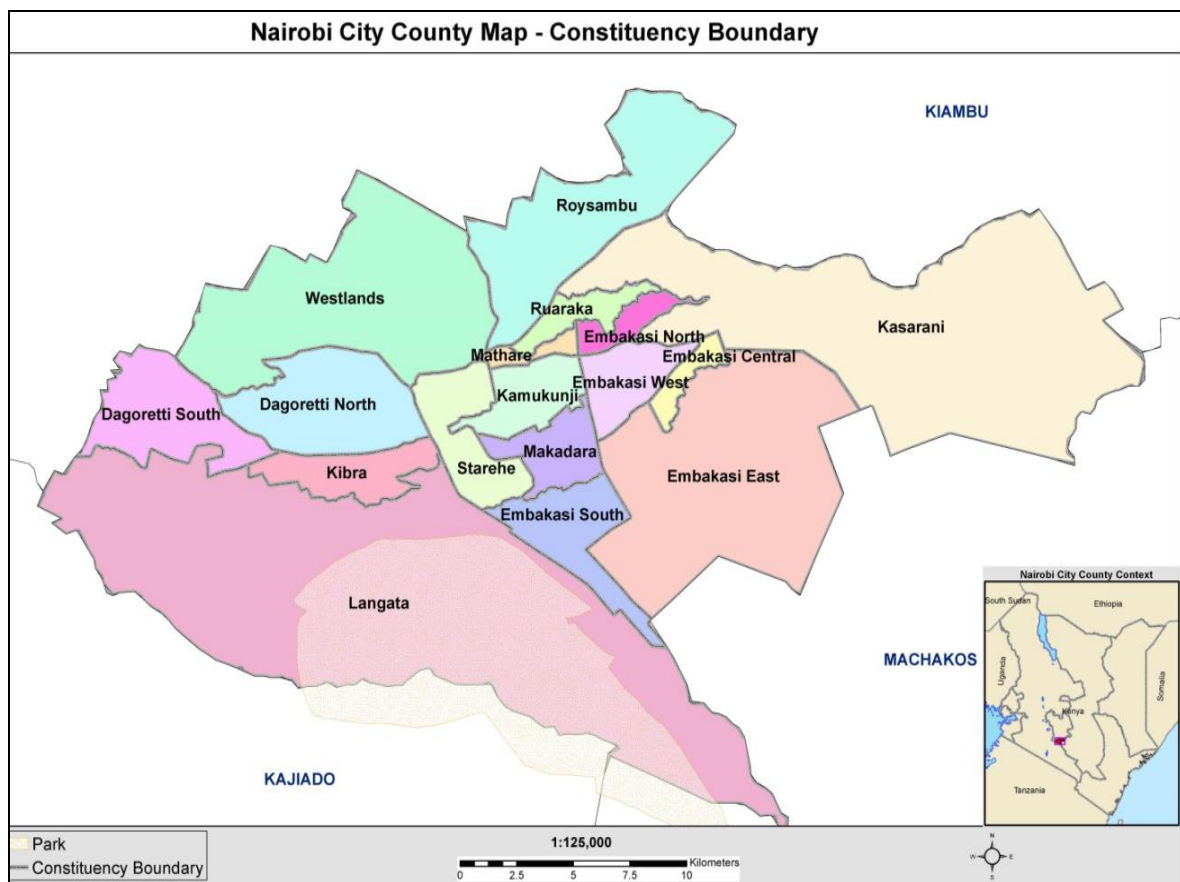 Nairobi City County Map - Constituency Boundary
KIAMBU
Roysambu
Westlands
Ruaraka
Kasarani
Embakasi North
Mathare
Embakasi Central
Embakasi West
Kamukunji
Dagoretti North
Dagoretti South
Makadara
Starehe
Kibra
Embakasi East
Embakasi South
Langata
MACHAKOS
KAJIADO
Nairobi City County Context
South Sudan
Ethiopia
Uganda
Somalia
Kenya
Tanzania
Park
Constituency Boundary
1:125,000
Kilometers
0 2.5 5 7.5 10
N
W E
S